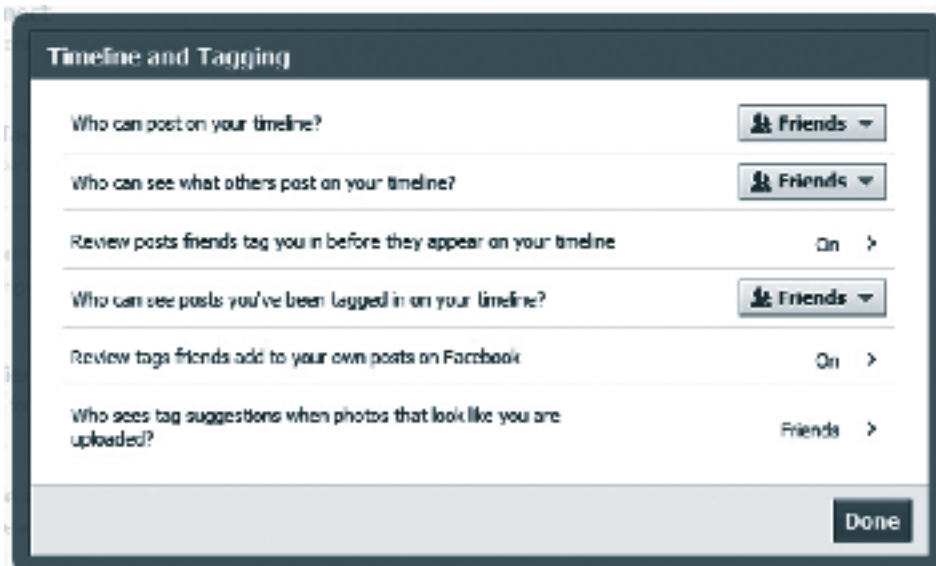 Timeline and Tagging
Who can post on your timeline?
Friends
Who can see what others post on your timeline?
Friends
Review posts friends tag you in before they appear on your timeline
On
Who can see posts you've been tagged in on your timeline?
Friends
Review tags friends add to your own posts on Facebook
On
Who sees tag suggestions when photos that look like you are
uploaded?
Friends
Done